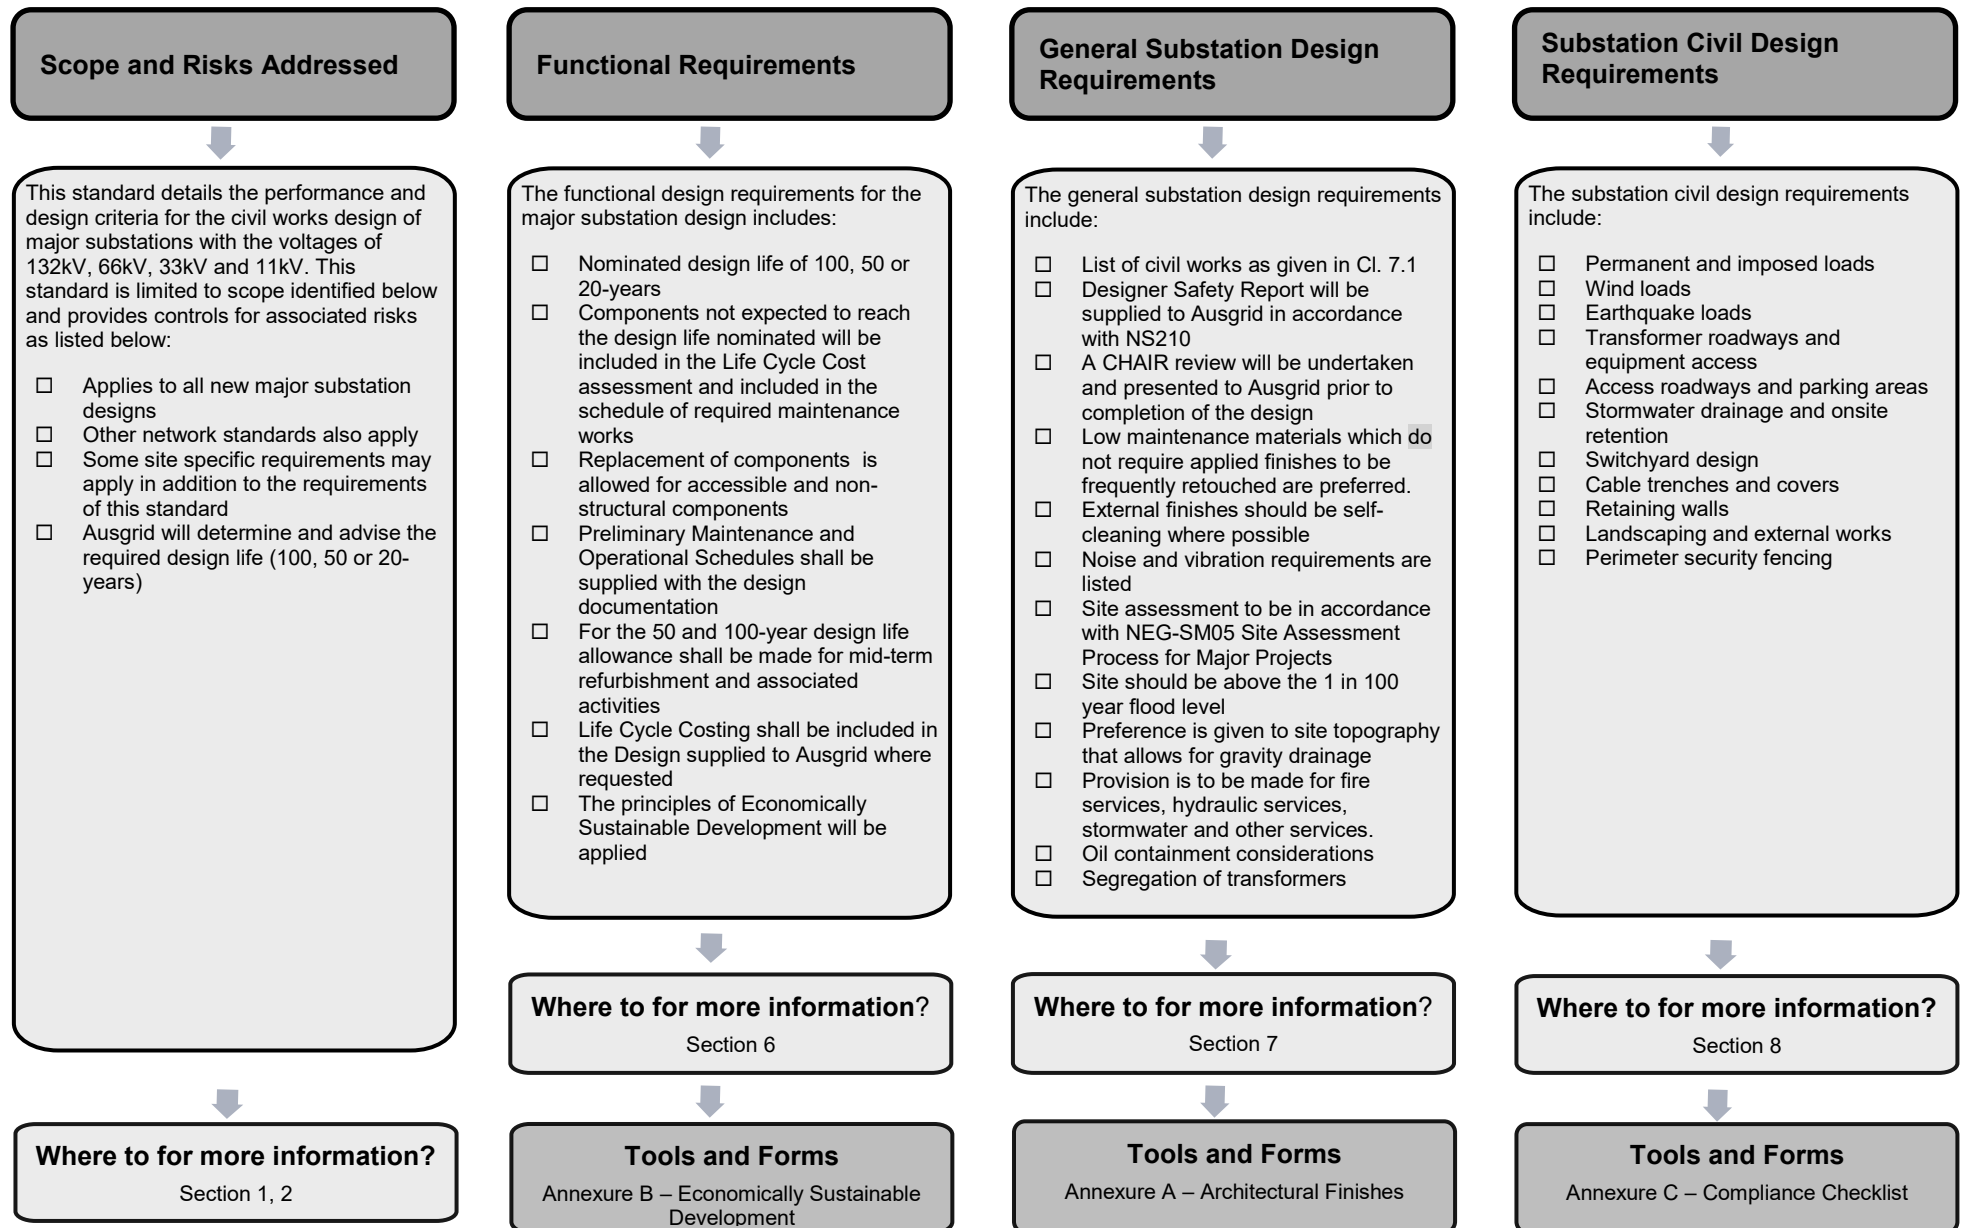 Scope and Risks Addressed
This standard details the performance and
design criteria for the civil works design of
major substations with the voltages of
132kV, 66kV, 33kV and 11kV. This
standard is limited to scope identified below
and provides controls for associated risks
as listed below:
☐ Applies to all new major substation
designs
☐ Other network standards also apply
☐ Some site specific requirements may
apply in addition to the requirements
of this standard
☐ Ausgrid will determine and advise the
required design life (100, 50 or 20-
years)
Where to for more information?
Section 1, 2
Functional Requirements
The functional design requirements for the
major substation design includes:
☐ Nominated design life of 100, 50 or
20-years
☐ Components not expected to reach
the design life nominated will be
included in the Life Cycle Cost
assessment and included in the
schedule of required maintenance
works
☐ Replacement of components  is
allowed for accessible and non-
structural components
☐ Preliminary Maintenance and
Operational Schedules shall be
supplied with the design
documentation
☐ For the 50 and 100-year design life
allowance shall be made for mid-term
refurbishment and associated
activities
☐ Life Cycle Costing shall be included in
the Design supplied to Ausgrid where
requested
☐ The principles of Economically
Sustainable Development will be
applied
Where to for more information?
Section 6
Tools and Forms
Annexure B – Economically Sustainable
Development
General Substation Design
Requirements
The general substation design requirements
include:
☐ List of civil works as given in Cl. 7.1
☐ Designer Safety Report will be
supplied to Ausgrid in accordance
with NS210
☐ A CHAIR review will be undertaken
and presented to Ausgrid prior to
completion of the design
☐ Low maintenance materials which do
not require applied finishes to be
frequently retouched are preferred.
☐ External finishes should be self-
cleaning where possible
☐ Noise and vibration requirements are
listed
☐ Site assessment to be in accordance
with NEG-SM05 Site Assessment
Process for Major Projects
☐ Site should be above the 1 in 100
year flood level
☐ Preference is given to site topography
that allows for gravity drainage
☐ Provision is to be made for fire
services, hydraulic services,
stormwater and other services.
☐ Oil containment considerations
☐ Segregation of transformers
Where to for more information?
Section 7
Tools and Forms
Annexure A – Architectural Finishes
Substation Civil Design
Requirements
The substation civil design requirements
include:
☐ Permanent and imposed loads
☐ Wind loads
☐ Earthquake loads
☐ Transformer roadways and
equipment access
☐ Access roadways and parking areas
☐ Stormwater drainage and onsite
retention
☐ Switchyard design
☐ Cable trenches and covers
☐ Retaining walls
☐ Landscaping and external works
☐ Perimeter security fencing
Where to for more information?
Section 8
Tools and Forms
Annexure C – Compliance Checklist